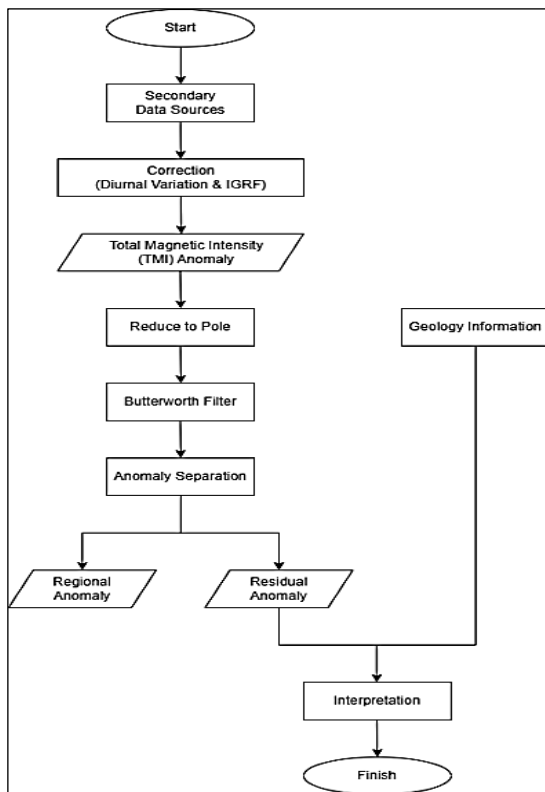 Start
Secondary
Data Sources
Correction
(Diurnal Variation & IGRF)
Total Magnetic Intensity
(TMI) Anomaly
Reduce to Pole
Geology Information
Butterworth Filter
Anomaly Separation
Regional
Anomaly
Residual
Anomaly
Interpretation
Finish